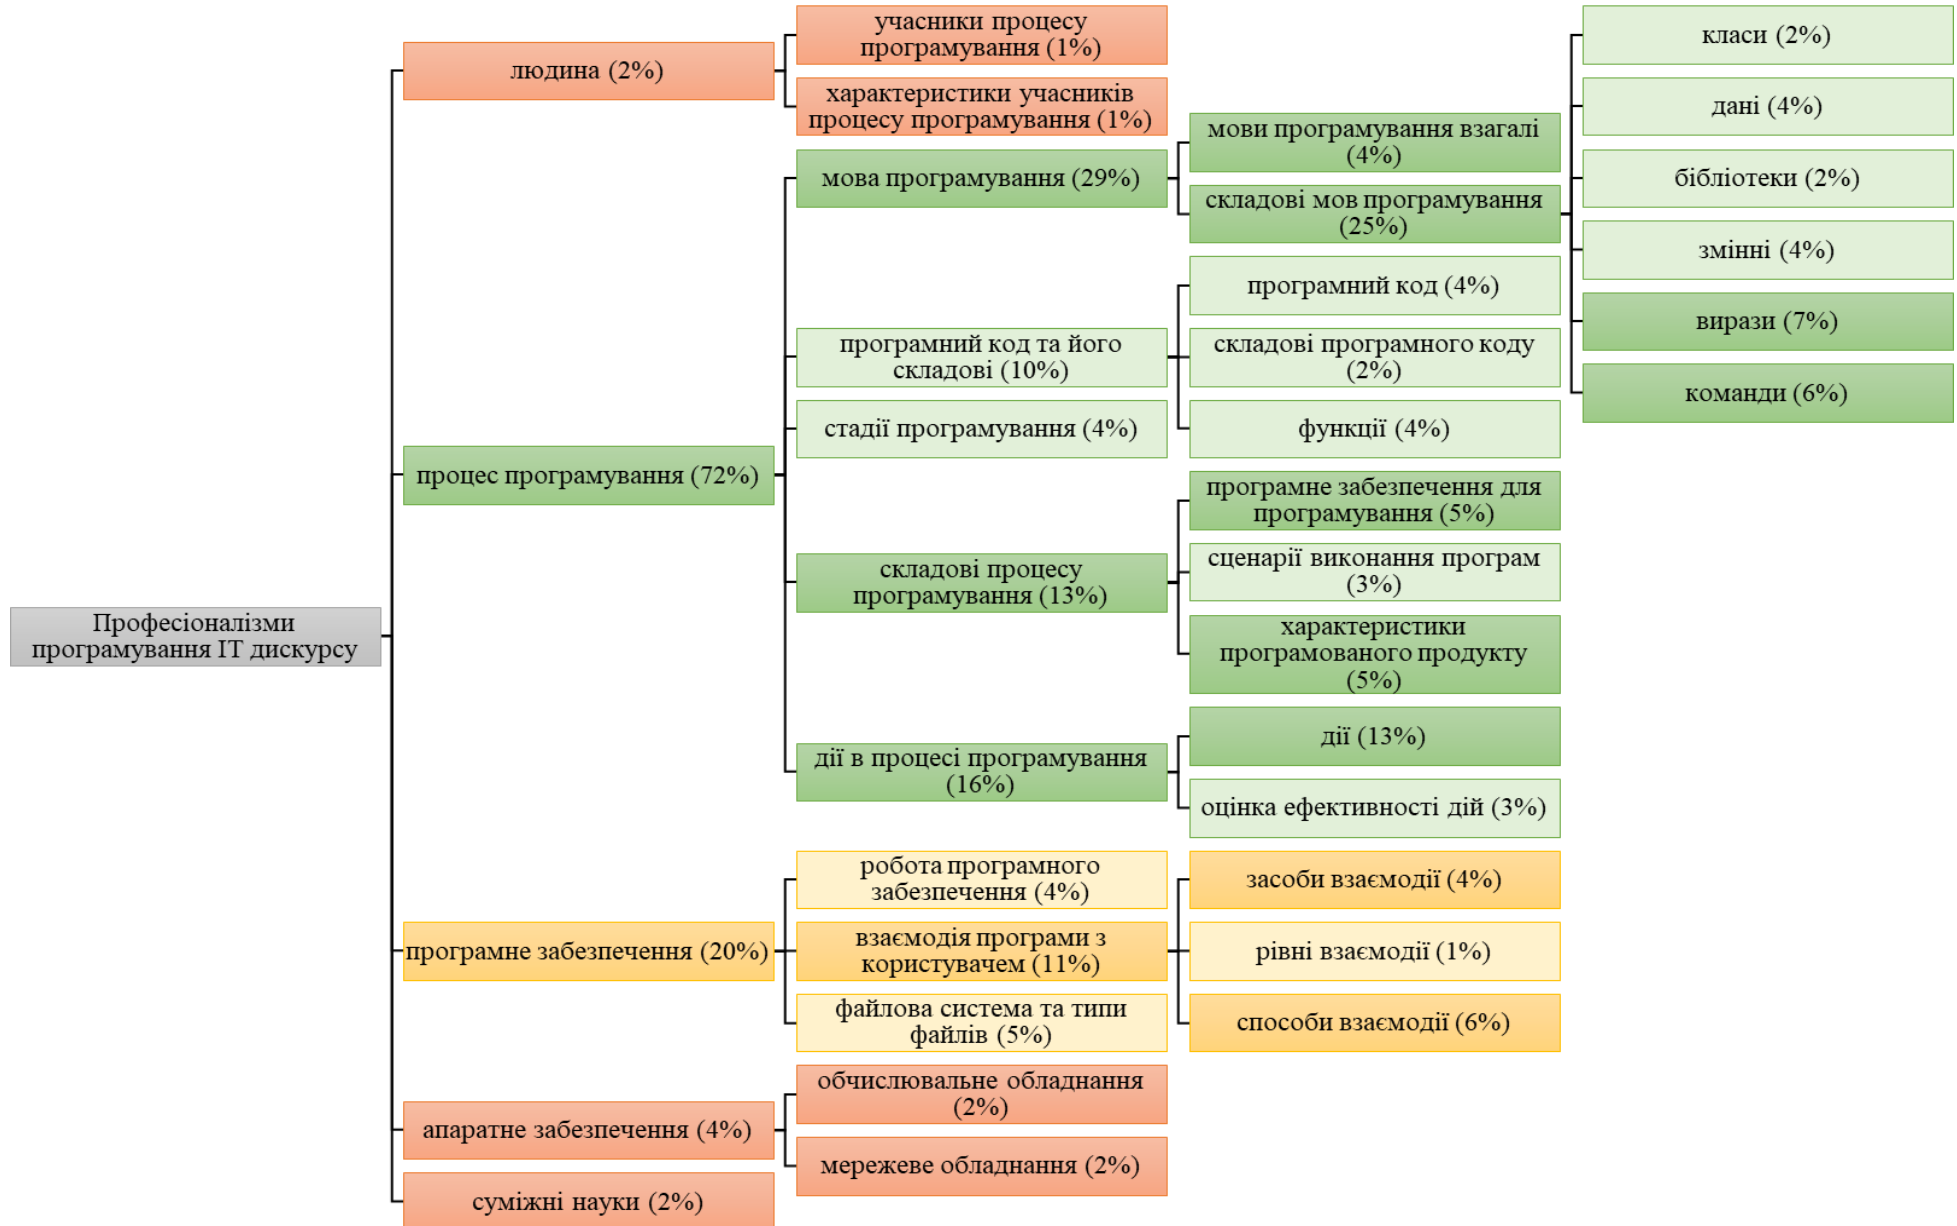 Професіоналізми
програмування ІТ дискурсу
людина (2%)
учасники процесу
програмування (1%)
характеристики учасників
процесу програмування (1%)
процес програмування (72%)
мова програмування (29%)
мови програмування взагалі
(4%)
складові мов програмування
(25%)
класи (2%)
дані (4%)
бібліотеки (2%)
змінні (4%)
вирази (7%)
команди (6%)
програмний код та його
складові (10%)
програмний код (4%)
складові програмного коду
(2%)
функції (4%)
стадії програмування (4%)
складові процесу
програмування (13%)
програмне забезпечення для
програмування (5%)
сценарії виконання програм
(3%)
характеристики
програмованого продукту
(5%)
дії в процесі програмування
(16%)
дії (13%)
оцінка ефективності дій (3%)
програмне забезпечення (20%)
робота програмного
забезпечення (4%)
взаємодія програми з
користувачем (11%)
засоби взаємодії (4%)
рівні взаємодії (1%)
способи взаємодії (6%)
файлова система та типи
файлів (5%)
апаратне забезпечення (4%)
обчислювальне обладнання
(2%)
мережеве обладнання (2%)
суміжні науки (2%)